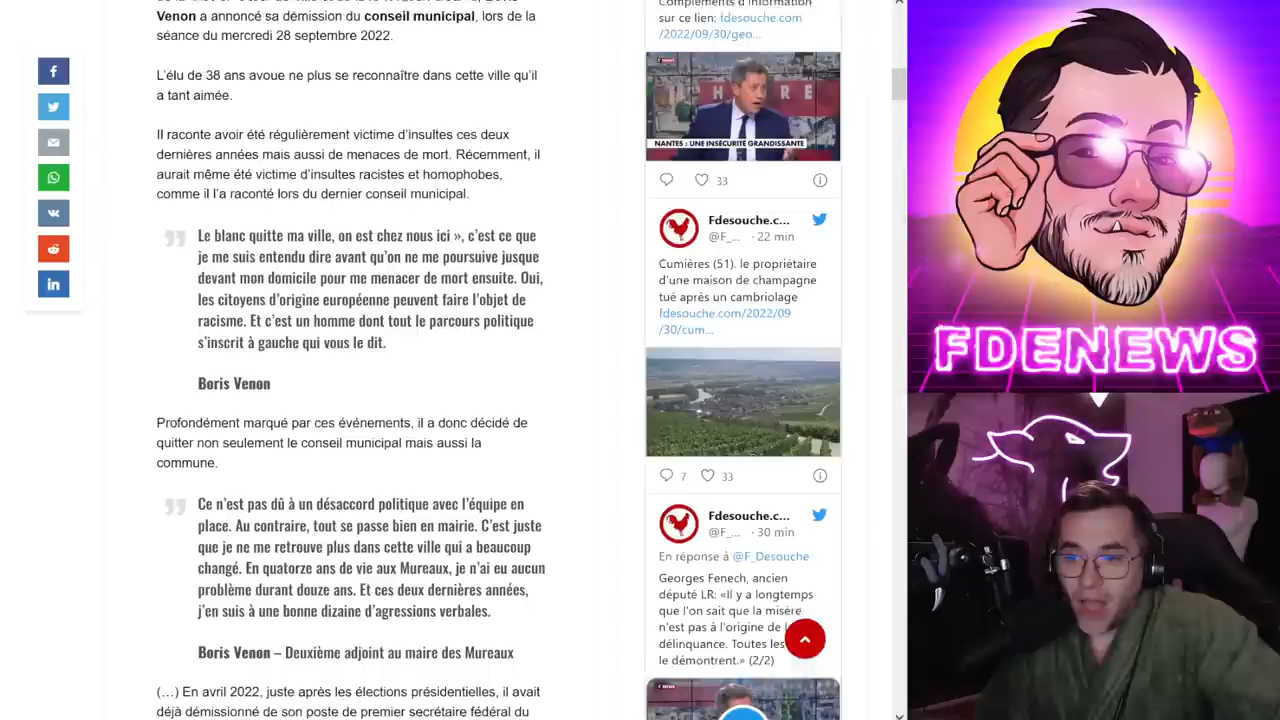 Venon a annoncé sa démission du conseil municipal, lors de la
séance du mercredi 28 septembre 2022.
L'élu de 38 ans avoue ne plus se reconnaître dans cette ville qu'il
a tant aimée.
Il raconte avoir été régulièrement victime d'insultes ces deux
dernières années mais aussi de menaces de mort. Récemment, il
aurait même été victime d'insultes racistes et homophobes,
comme il l'a raconté lors du dernier conseil municipal.
Le blanc quitte ma ville, on est chez nous ici », c'est ce que
je me suis entendu dire avant qu'on ne me poursuive jusque
devant mon domicile pour me menacer de mort ensuite. Oui,
les citoyens d'origine européenne peuvent faire l'objet de
racisme. Et c'est un homme dont tout le parcours politique
s'inscrit à gauche qui vous le dit.
Boris Venon
Profondément marqué par ces événements, il a donc décidé de
quitter non seulement le conseil municipal mais aussi la
commune.
Ce n'est pas dû à un désaccord politique avec l'équipe en
place. Au contraire, tout se passe bien en mairie. C'est juste
que je ne me retrouve plus dans cette ville qui a beaucoup
changé. En quatorze ans de vie aux Mureaux, je n'ai eu aucun
problème durant douze ans. Et ces deux dernières années,
j'en suis à une bonne dizaine d'agressions verbales.
Boris Venon – Deuxième adjoint au maire des Mureaux
(…) En avril 2022, juste après les élections présidentielles, il avait
déjà démissionné de son poste de premier secrétaire fédéral du
Compléments d'information
sur ce lien: fdesouche.com
/2022/09/30/geo...
NANTES : UNE INSÉCURITÉ GRANDISSANTE
33
Fdesouche.c...
@F_... · 22 min
Cumières (51). le propriétaire
d'une maison de champagne
tué après un cambriolage
fdesouche.com/2022/09
/30/cum...
7 33
Fdesouche.c...
@F_... · 30 min
En réponse à @F_Desouche
Georges Fenech, ancien
député LR: «Il y a longtemps
que l'on sait que la misère
n'est pas à l'origine de
délinquance. Toutes les
le démontrent.» (2/2)
FDENEWS